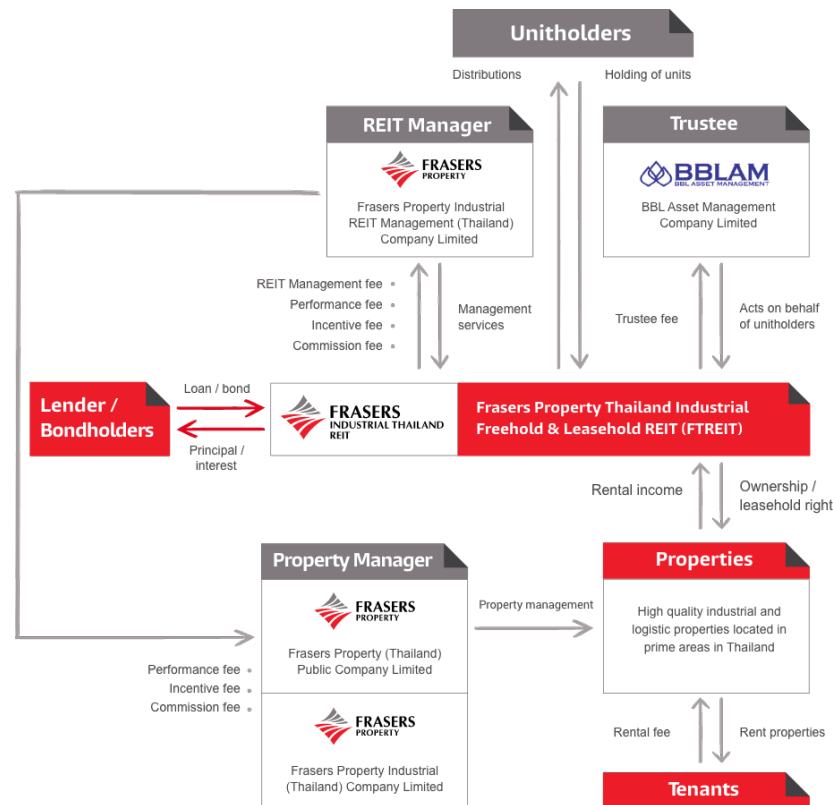 Unitholders
Distributions
Holding of units
REIT Manager
FRASERS
PROPERTY
Frasers Property Industrial
REIT Management (Thailand)
Company Limited
Trustee
BBLAM
BBL ASSET MANAGEMENT
BBL Asset Management
Company Limited
REIT Management fee •
Performance fee •
Incentive fee •
Commission fee •
Management
services
Trustee fee
Acts on behalf
of unitholders
Lender /
Bondholders
Loan / bond
Principal /
interest
FRASERS
INDUSTRIAL THAILAND
REIT
Frasers Property Thailand Industrial
Freehold & Leasehold REIT (FTREIT)
Rental income
Ownership /
leasehold right
Property Manager
FRASERS
PROPERTY
Frasers Property (Thailand)
Public Company Limited
FRASERS
PROPERTY
Frasers Property Industrial
(Thailand) Company Limited
Performance fee •
Incentive fee •
Commission fee •
Property management
Properties
High quality industrial and
logistic properties located in
prime areas in Thailand
Rental fee
Rent properties
Tenants